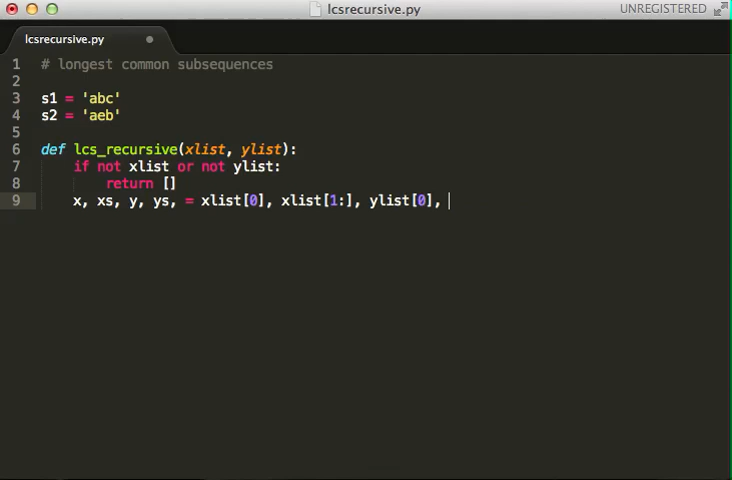 lcsrecursive.py
UNREGISTERED
lcsrecursive.py
1 # longest common subsequences
2
3 s1 = 'abc'
4 s2 = 'aeb'
5
6 def lcs_recursive(xlist, ylist):
7     if not xlist or not ylist:
8         return []
9     x, xs, y, ys, = xlist[0], xlist[1:], ylist[0],